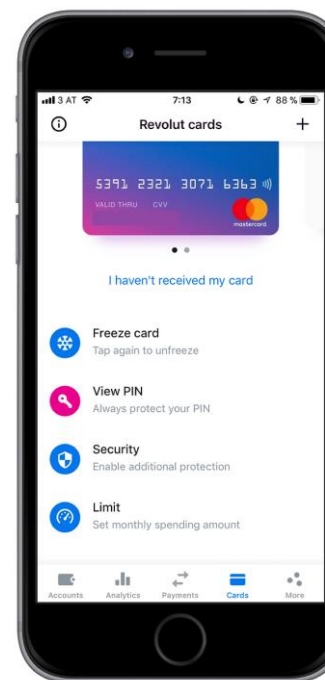 3 AT 7:13 88 %
Revolut cards
5391 2321 3071 6363
VALID THRU CVV
mastercard
I haven't received my card
Freeze card
Tap again to unfreeze
View PIN
Always protect your PIN
Security
Enable additional protection
Limit
Set monthly spending amount
Accounts Analytics Payments Cards More